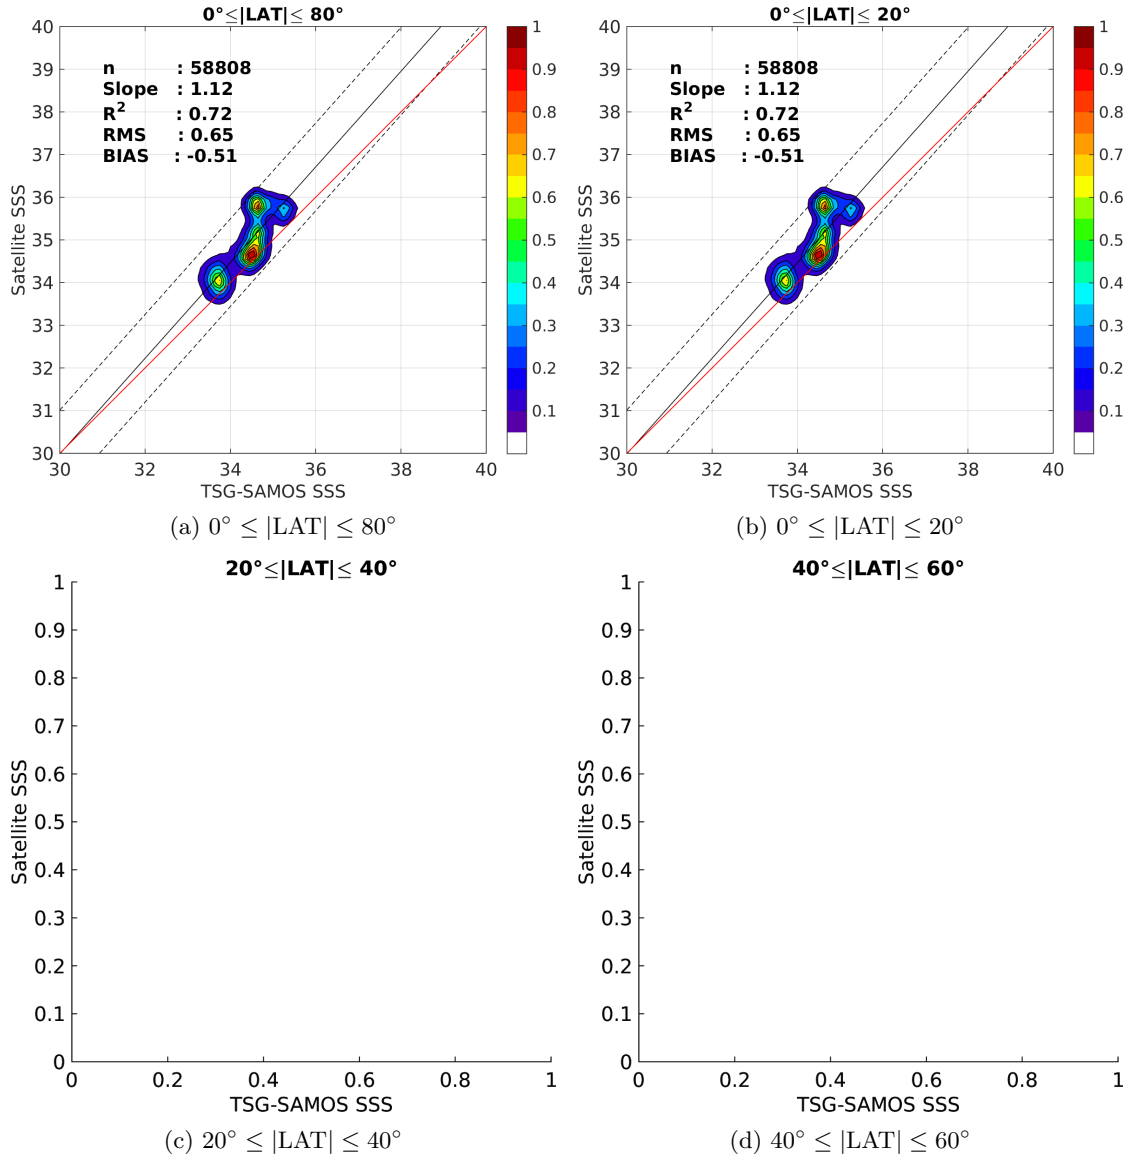 0°≤|LAT|≤ 80°
40
39
38
37
36
35
34
33
32
31
30
Satellite SSS
n : 58808
Slope : 1.12
R² : 0.72
RMS : 0.65
BIAS : -0.51
30 32 34 36 38 40
TSG-SAMOS SSS
1
0.9
0.8
0.7
0.6
0.5
0.4
0.3
0.2
0.1
(a) 0° ≤ |LAT| ≤ 80°
0°≤|LAT|≤ 20°
40
39
38
37
36
35
34
33
32
31
30
Satellite SSS
n : 58808
Slope : 1.12
R² : 0.72
RMS : 0.65
BIAS : -0.51
30 32 34 36 38 40
TSG-SAMOS SSS
1
0.9
0.8
0.7
0.6
0.5
0.4
0.3
0.2
0.1
(b) 0° ≤ |LAT| ≤ 20°
20°≤|LAT|≤ 40°
1
0.9
0.8
0.7
0.6
0.5
0.4
0.3
0.2
0.1
0
Satellite SSS
0 0.2 0.4 0.6 0.8 1
TSG-SAMOS SSS
(c) 20° ≤ |LAT| ≤ 40°
40°≤|LAT|≤ 60°
1
0.9
0.8
0.7
0.6
0.5
0.4
0.3
0.2
0.1
0
Satellite SSS
0 0.2 0.4 0.6 0.8 1
TSG-SAMOS SSS
(d) 40° ≤ |LAT| ≤ 60°